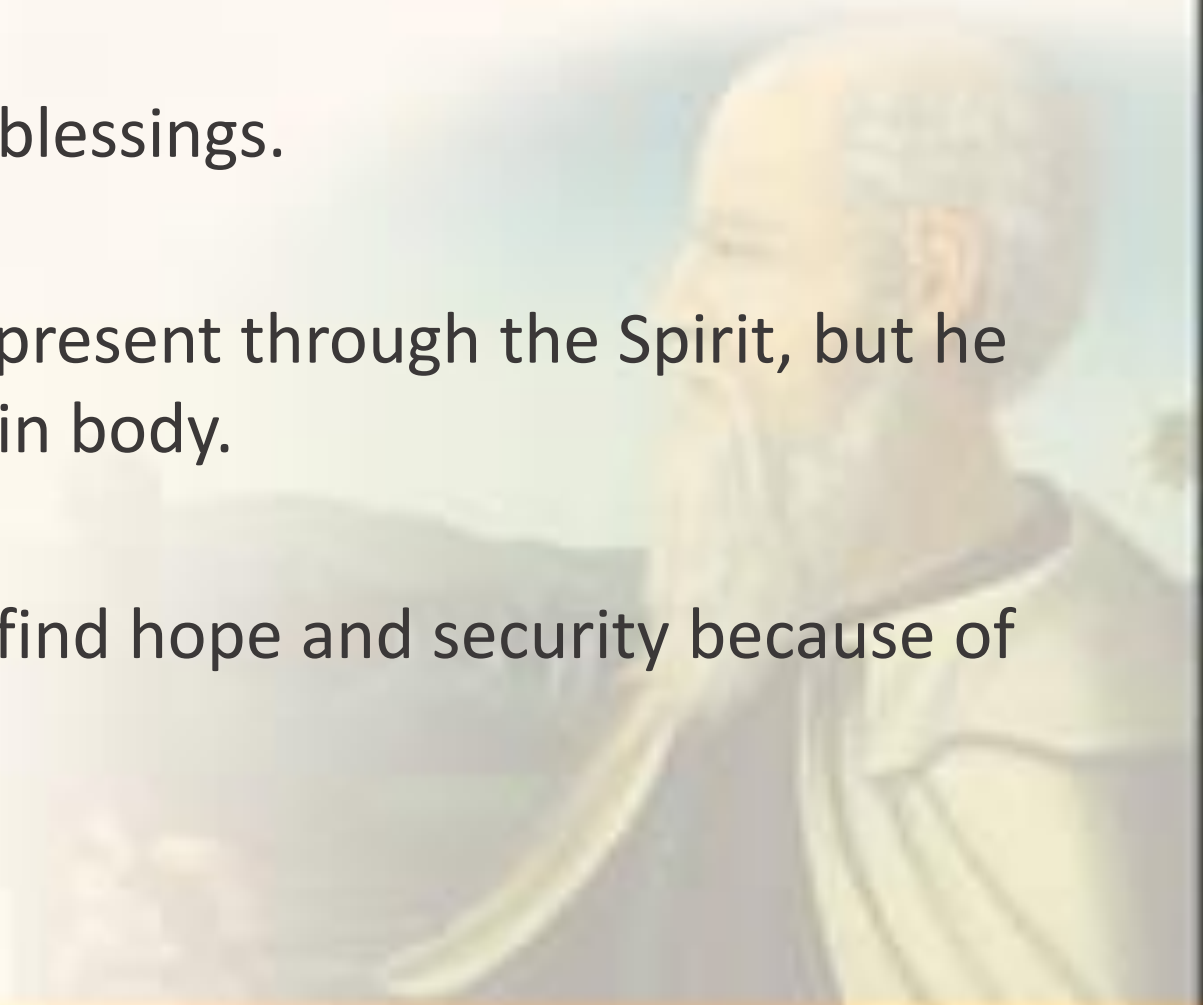 blessings.
present through the Spirit, but he
in body.
find hope and security because of